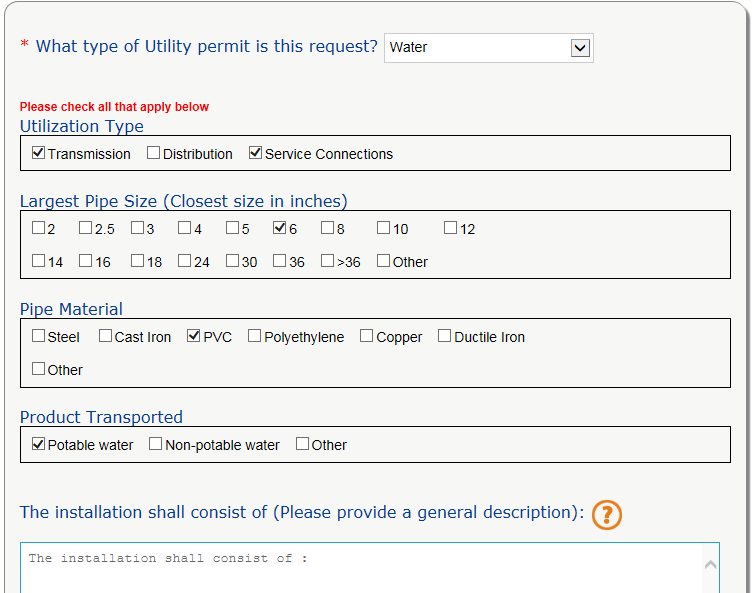 * What type of Utility permit is this request? Water
Please check all that apply below
Utilization Type
Transmission Distribution Service Connections
Largest Pipe Size (Closest size in inches)
2 2.5 3 4 5 6 8 10 12
14 16 18 24 30 36 >36 Other
Pipe Material
Steel Cast Iron PVC Polyethylene Copper Ductile Iron
Other
Product Transported
Potable water Non-potable water Other
The installation shall consist of (Please provide a general description): ?
The installation shall consist of :